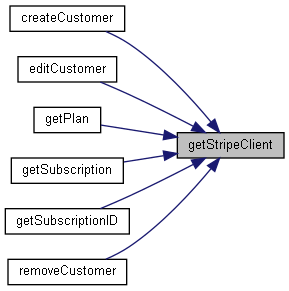 createCustomer
editCustomer
getPlan
getStripeClient
getSubscription
getSubscriptionID
removeCustomer